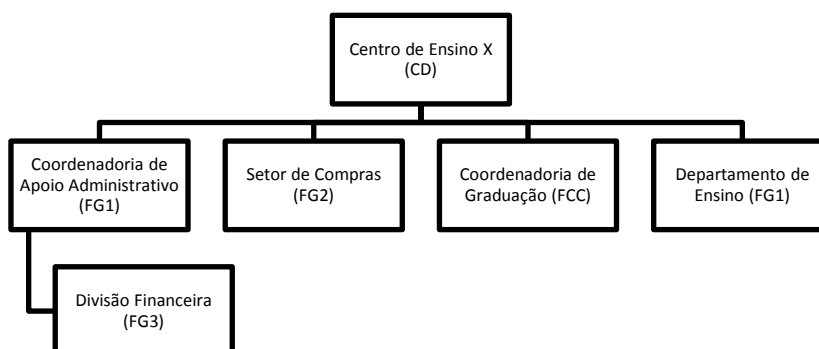 Centro de Ensino X
(CD)
Coordenadoria de
Apoio Administrativo
(FG1)
Setor de Compras
(FG2)
Coordenadoria de
Graduação (FCC)
Departamento de
Ensino (FG1)
Divisão Financeira
(FG3)